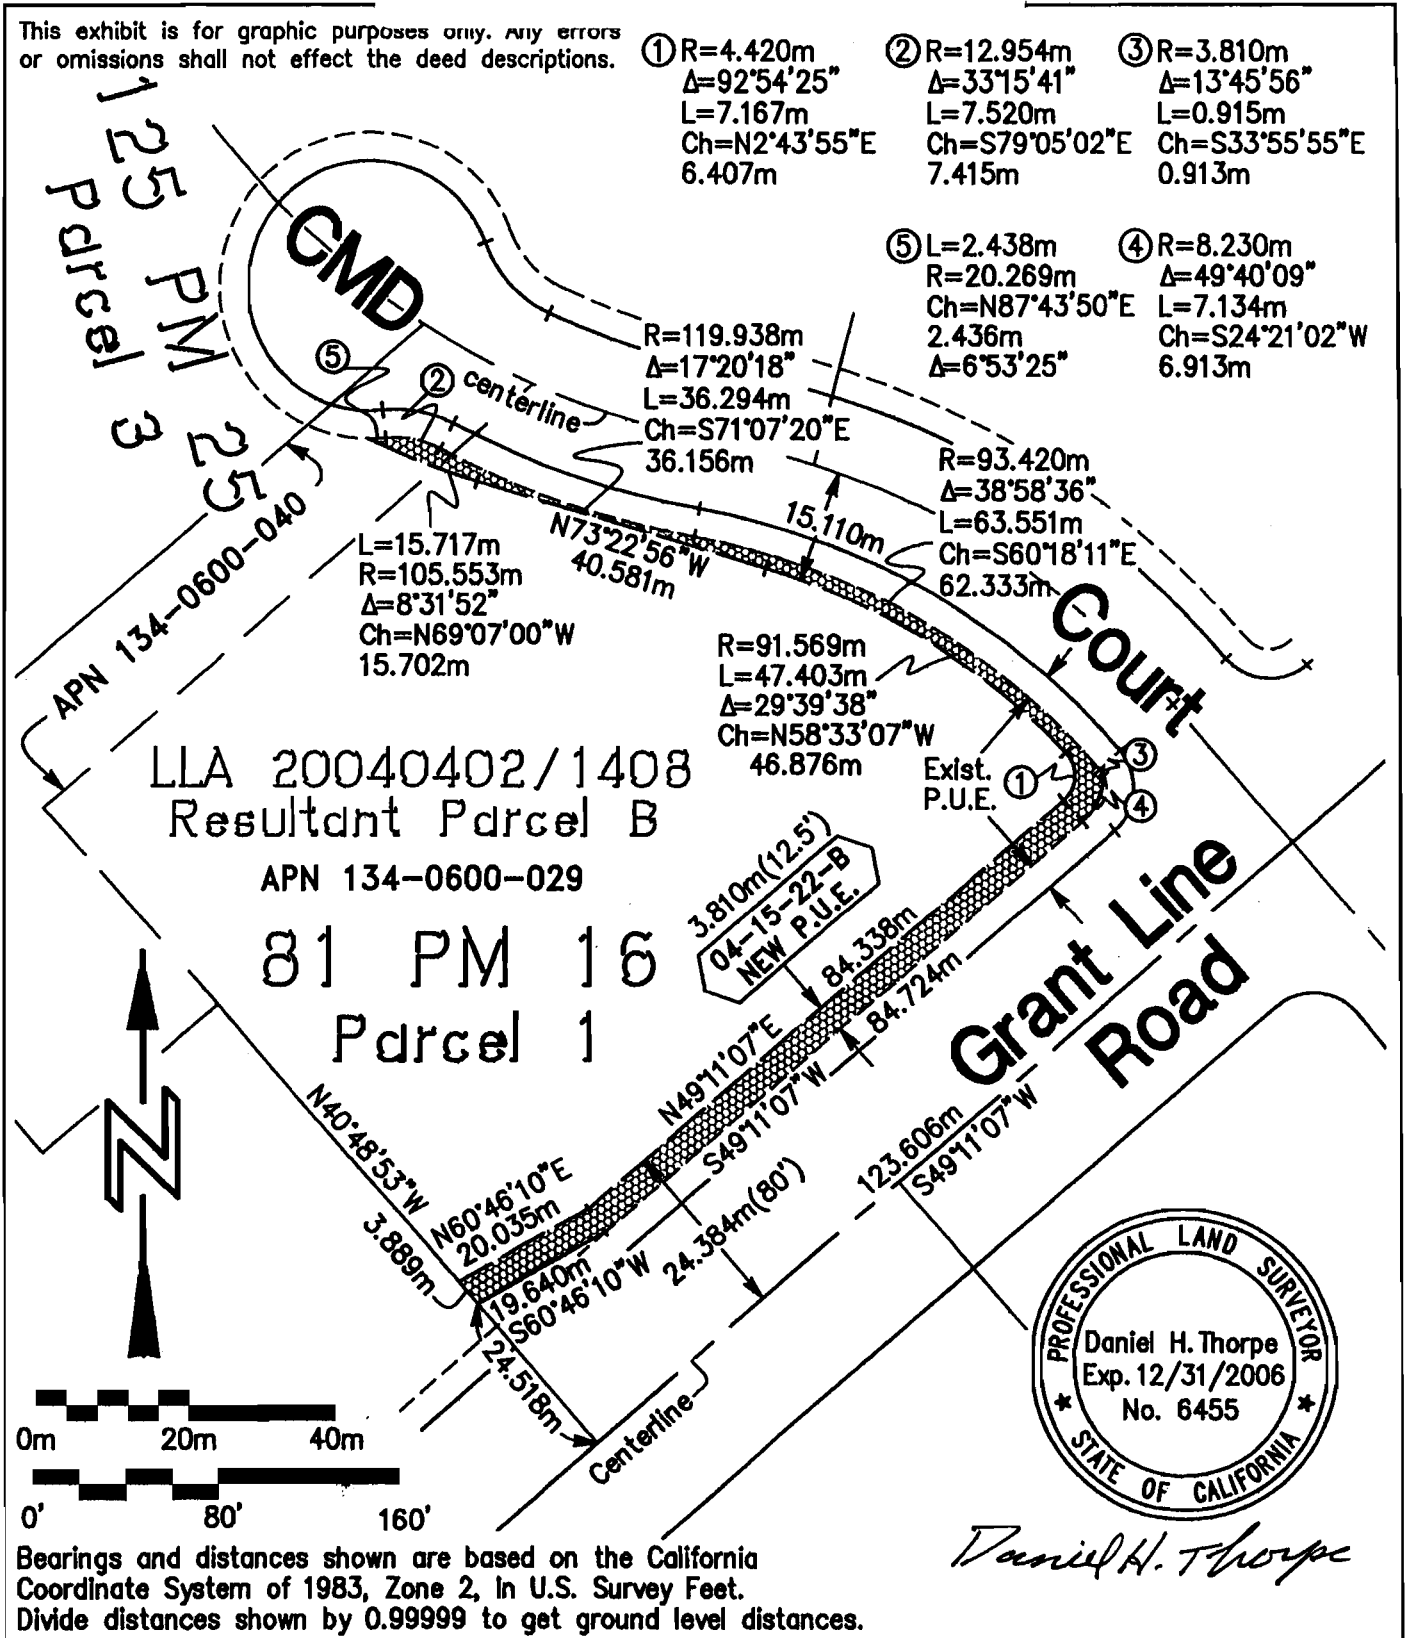 This exhibit is for graphic purposes only. Any errors
or omissions shall not effect the deed descriptions.
① R=4.420m
Δ=92°54'25"
L=7.167m
Ch=N2°43'55"E
6.407m
② R=12.954m
Δ=33°15'41"
L=7.520m
Ch=S79°05'02"E
7.415m
③ R=3.810m
Δ=13°45'56"
L=0.915m
Ch=S33°55'55"E
0.913m
⑤ L=2.438m
R=20.269m
Ch=N87°43'50"E
2.436m
Δ=6°53'25"
④ R=8.230m
Δ=49°40'09"
L=7.134m
Ch=S24°21'02"W
6.913m
125 PM 25
Parcel 3
CMD
Court
⑤
②
centerline
R=119.938m
Δ=17°20'18"
L=36.294m
Ch=S71°07'20"E
36.156m
R=93.420m
Δ=38°58'36"
L=63.551m
Ch=S60°18'11"E
62.333m
15.110m
N73°22'56"W
40.581m
L=15.717m
R=105.553m
Δ=8°31'52"
Ch=N69°07'00"W
15.702m
APN 134-0600-040
R=91.569m
L=47.403m
Δ=29°39'38"
Ch=N58°33'07"W
46.876m
Exist.
P.U.E.
①
③
④
LLA 20040402/1408
Resultant Parcel B
APN 134-0600-029
81 PM 16
Parcel 1
3.810m(12.5')
04-15-22-B
NEW P.U.E.
84.338m
84.724m
N49°11'07"E
S49°11'07"W
Grant Line
Road
123.606m
S49°11'07"W
24.384m(80')
N40°48'53"W
3.889m
N60°46'10"E
20.035m
19.640m
S60°46'10"W
24.518m
Centerline
PROFESSIONAL LAND SURVEYOR
Daniel H. Thorpe
Exp. 12/31/2006
No. 6455
★ STATE OF CALIFORNIA ★
Daniel H. Thorpe
0m 20m 40m
0' 80' 160'
Bearings and distances shown are based on the California
Coordinate System of 1983, Zone 2, in U.S. Survey Feet.
Divide distances shown by 0.99999 to get ground level distances.